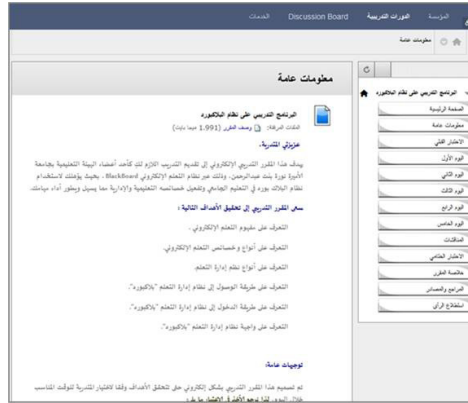 المؤسسة
الدورات التدريبية
Discussion Board
الخدمات
معلومات عامة
البرنامج التدريبي على نظام البلاكبورد
الصفحة الرئيسية
معلومات عامة
الاختبار القبلي
اليوم الأول
اليوم الثاني
اليوم الثالث
اليوم الرابع
اليوم الخامس
المناقشات
الاختبار الختامي
خاتمة المقرر
المراجع والمصادر
استطلاع الرأي
معلومات عامة
البرنامج التدريبي على نظام البلاكبورد
الملفات المرفقة: وصف المقرر (1.991 ميجا بايت)
عزيزتي المتدربة،
يهدف هذا المقرر التدريبي الإلكتروني إلى تقديم التدريب اللازم لكِ كأحد أعضاء الهيئة التعليمية بجامعة
الأميرة نورة بنت عبدالرحمن، وذلك عبر نظام التعلم الإلكتروني BlackBoard ، بحيث يؤهلك لاستخدام
نظام البلاك بورد في التعليم الجامعي وتفعيل خصائصه التعليمية والإدارية مما يسهل ويطور أداء مهامك.
يسعى المقرر التدريبي إلى تحقيق الأهداف التالية :
التعرف على مفهوم التعلم الإلكتروني .
التعرف على أنواع و خصائص التعلم الإلكتروني.
التعرف على أنواع نظم إدارة التعلم
التعرف على طريقة الوصول إلى نظام إدارة التعلم "بلاكبورد".
التعرف على طريقة الدخول إلى نظام إدارة التعلم "بلاكبورد".
التعرف على واجهة نظام إدارة التعلم "بلاكبورد".
توجيهات عامة:
تم تصميم هذا المقرر التدريبي بشكل إلكتروني حتى تتحقق الأهداف وفقا لاختيار المتدربة للوقت المناسب